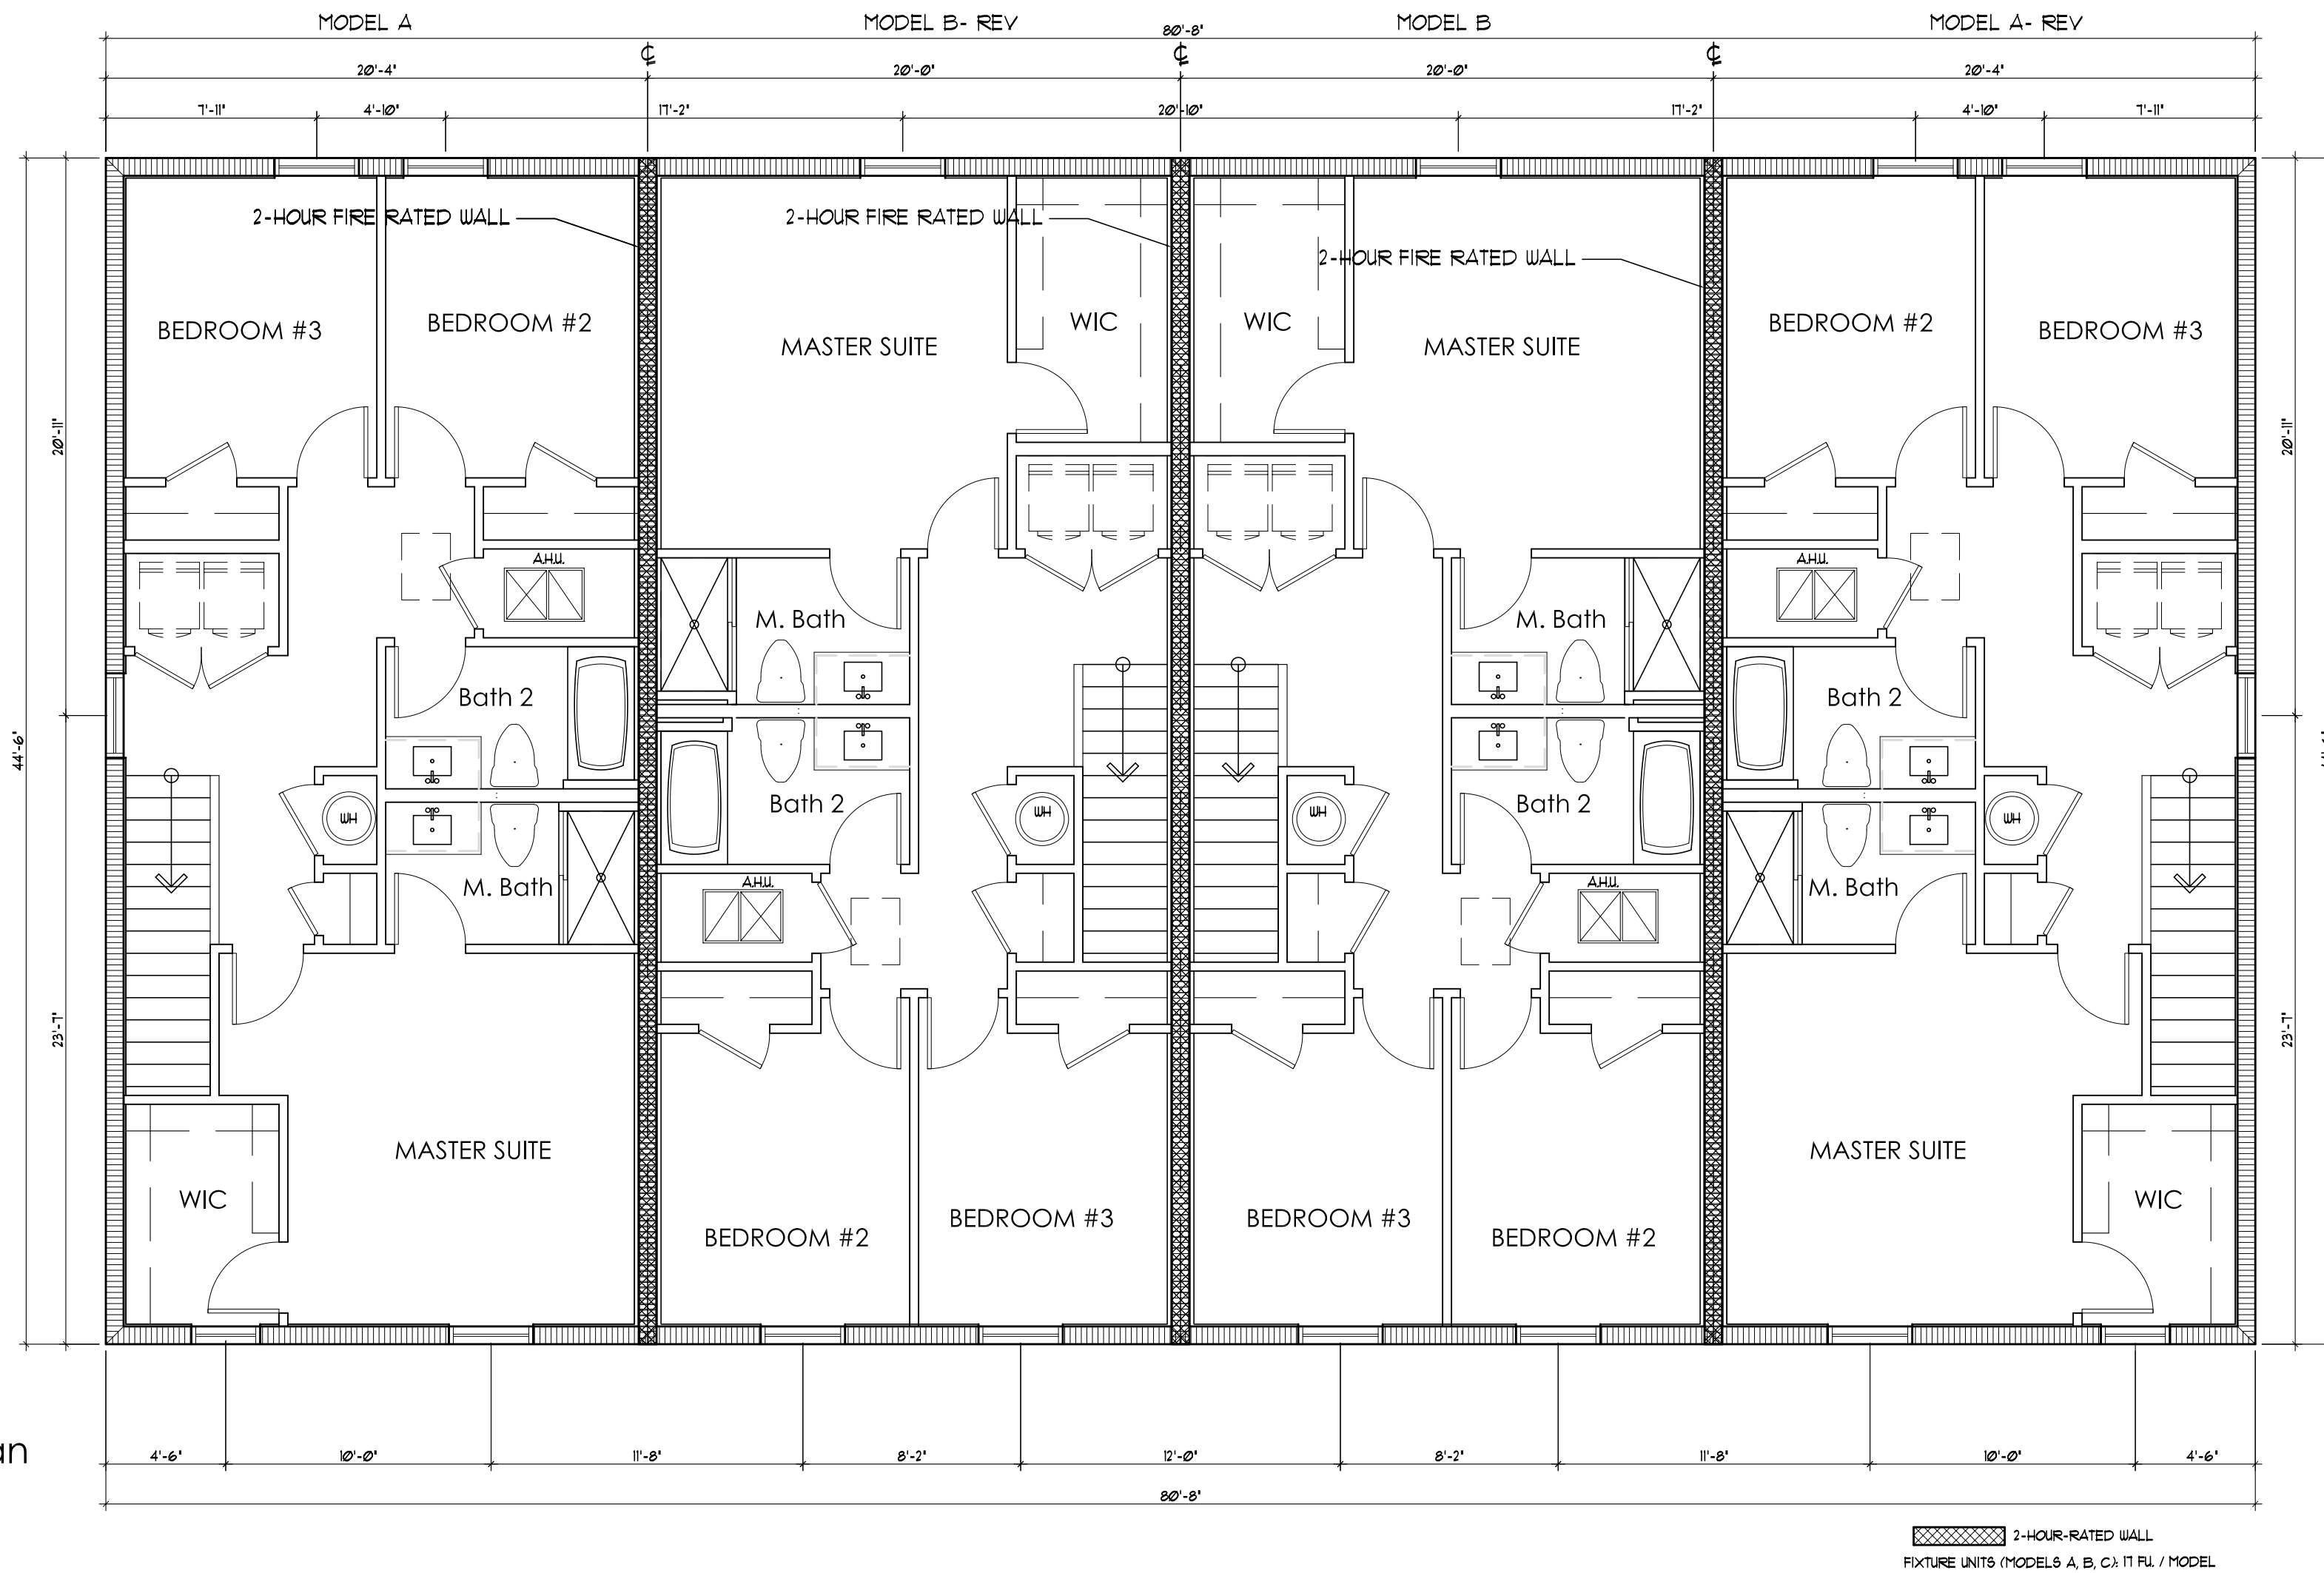 MODEL A
MODEL B- REV
MODEL B
MODEL A- REV
80'-8"
℄ ℄ ℄
20'-4"
20'-0"
20'-0"
20'-4"
7'-11"
4'-10"
17'-2"
20'-10"
17'-2"
4'-10"
7'-11"
2-HOUR FIRE RATED WALL
2-HOUR FIRE RATED WALL
2-HOUR FIRE RATED WALL
BEDROOM #3
BEDROOM #2
MASTER SUITE
WIC
WIC
MASTER SUITE
BEDROOM #2
BEDROOM #3
20'-11"
20'-11"
A.H.U.
A.H.U.
M. Bath
M. Bath
Bath 2
Bath 2
44'-6"
Bath 2
Bath 2
WH
WH
WH
WH
M. Bath
M. Bath
A.H.U.
A.H.U.
23'-7"
23'-7"
MASTER SUITE
MASTER SUITE
WIC
WIC
BEDROOM #2
BEDROOM #3
BEDROOM #3
BEDROOM #2
an
4'-6"
10'-0"
11'-8"
8'-2"
12'-0"
8'-2"
11'-8"
10'-0"
4'-6"
80'-8"
2-HOUR-RATED WALL
FIXTURE UNITS (MODELS A, B, C): 17 FU. / MODEL